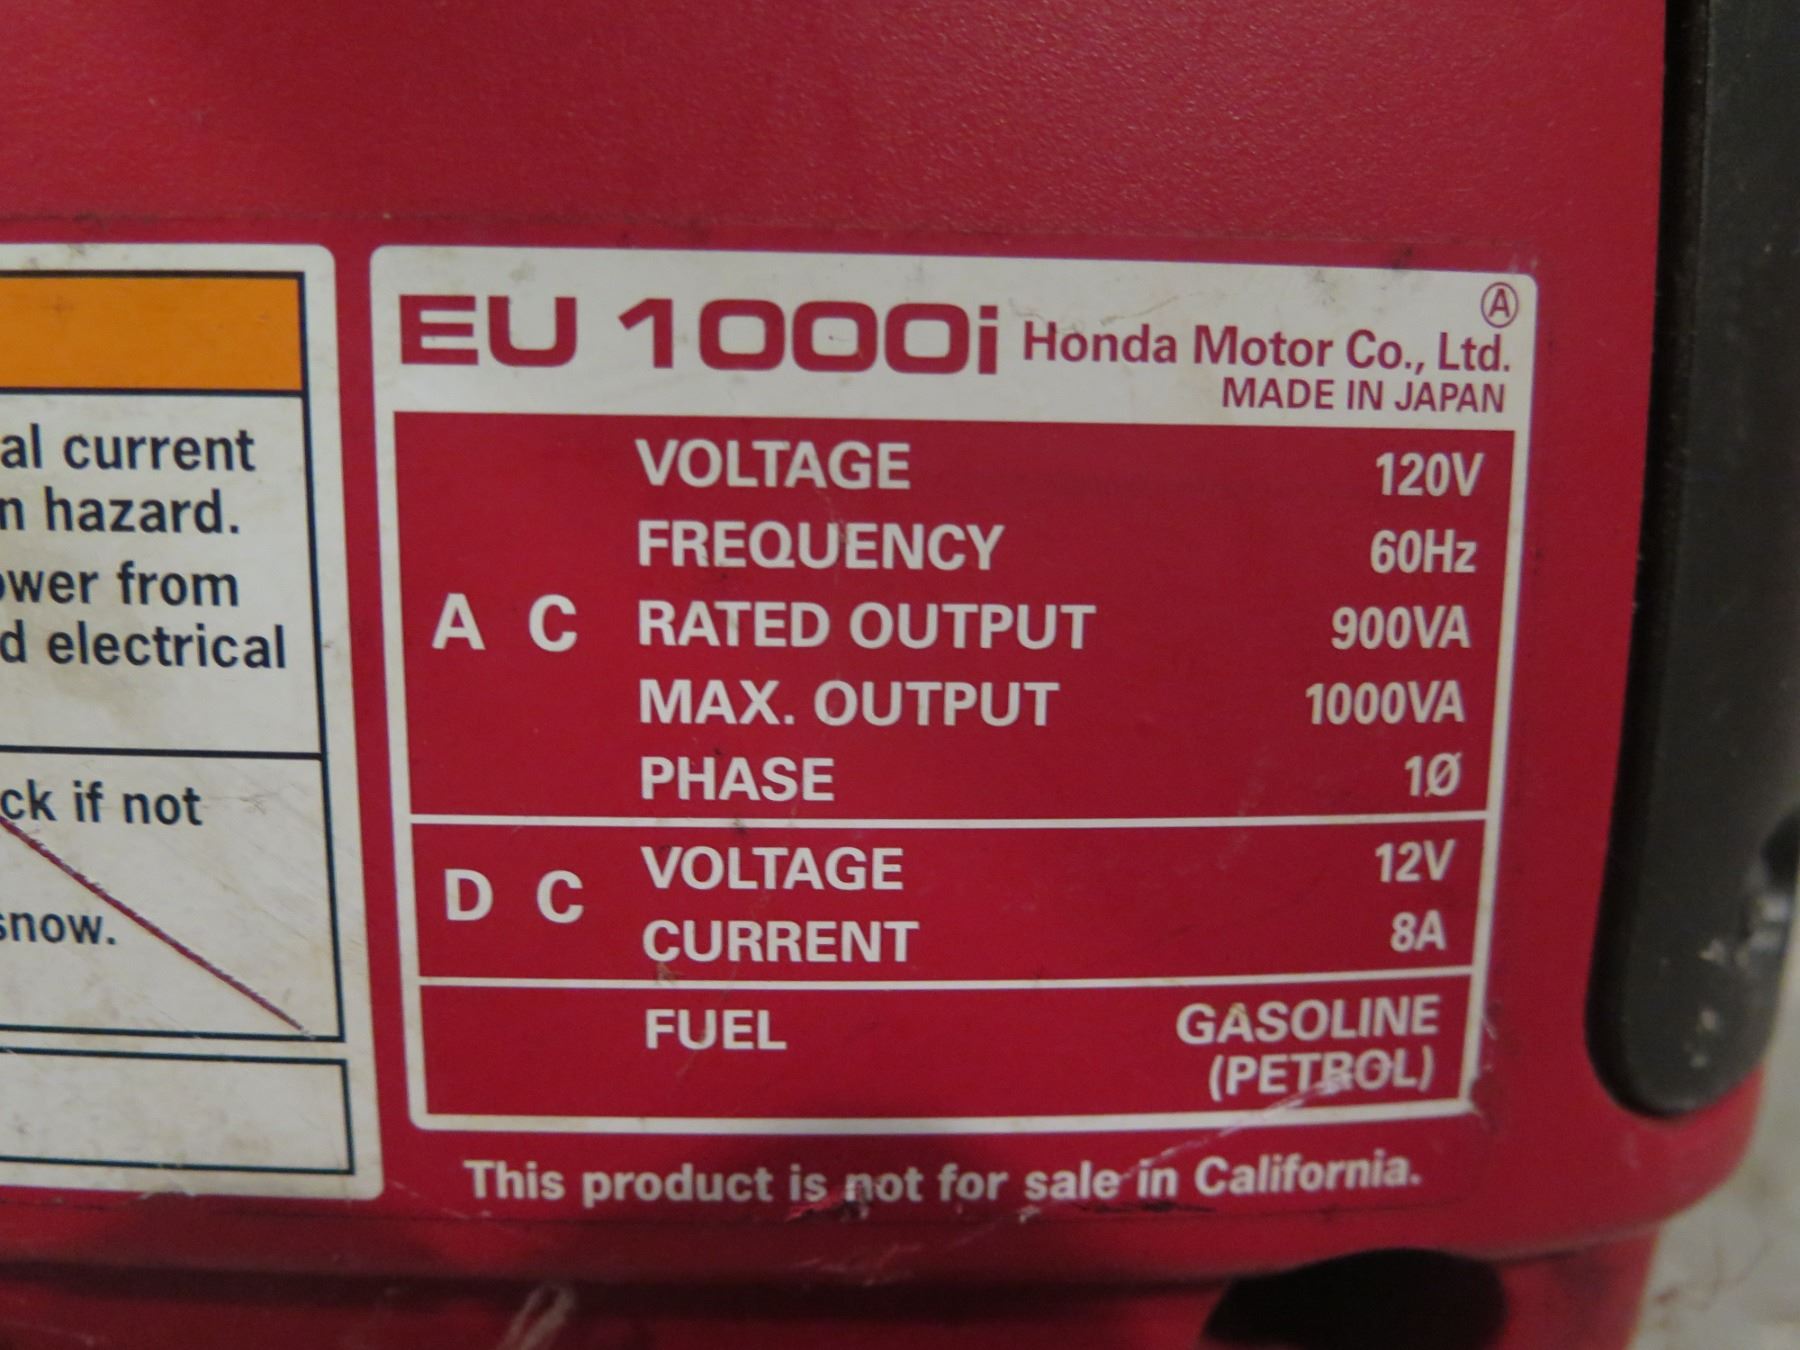 al current
n hazard.
wer from
d electrical
ck if not
snow.
EU 1000i Honda Motor Co., Ltd.
A
MADE IN JAPAN
A C
VOLTAGE 120V
FREQUENCY 60Hz
RATED OUTPUT 900VA
MAX. OUTPUT 1000VA
PHASE 1Ø
D C
VOLTAGE 12V
CURRENT 8A
FUEL GASOLINE
(PETROL)
This product is not for sale in California.